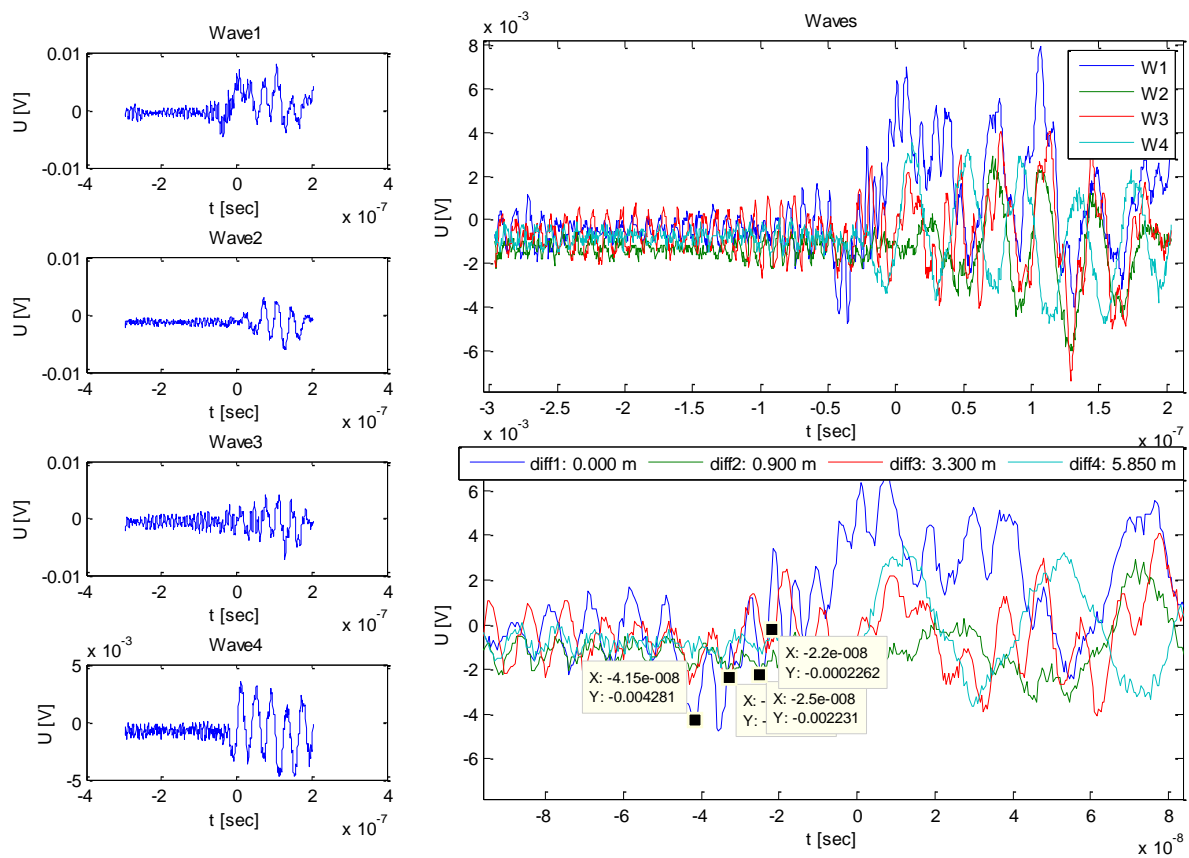 Wave1
0.01
0
-0.01
U [V]
-4 -2 0 2 4
t [sec]
x 10^-7
Wave2
0.01
0
-0.01
U [V]
-4 -2 0 2 4
t [sec]
x 10^-7
Wave3
0.01
0
-0.01
U [V]
-4 -2 0 2 4
t [sec]
x 10^-7
Wave4
x 10^-3
5
0
-5
U [V]
-4 -2 0 2 4
t [sec]
x 10^-7
Waves
x 10^-3
8
6
4
2
0
-2
-4
-6
U [V]
W1
W2
W3
W4
-3 -2.5 -2 -1.5 -1 -0.5 0 0.5 1 1.5 2
t [sec]
x 10^-7
x 10^-3
diff1: 0.000 m diff2: 0.900 m diff3: 3.300 m diff4: 5.850 m
6
4
2
0
-2
-4
-6
U [V]
X: -4.15e-008
Y: -0.004281
X: -2.2e-008
Y: -0.0002262
X: -
Y: -
X: -2.5e-008
Y: -0.002231
-8 -6 -4 -2 0 2 4 6 8
t [sec]
x 10^-8